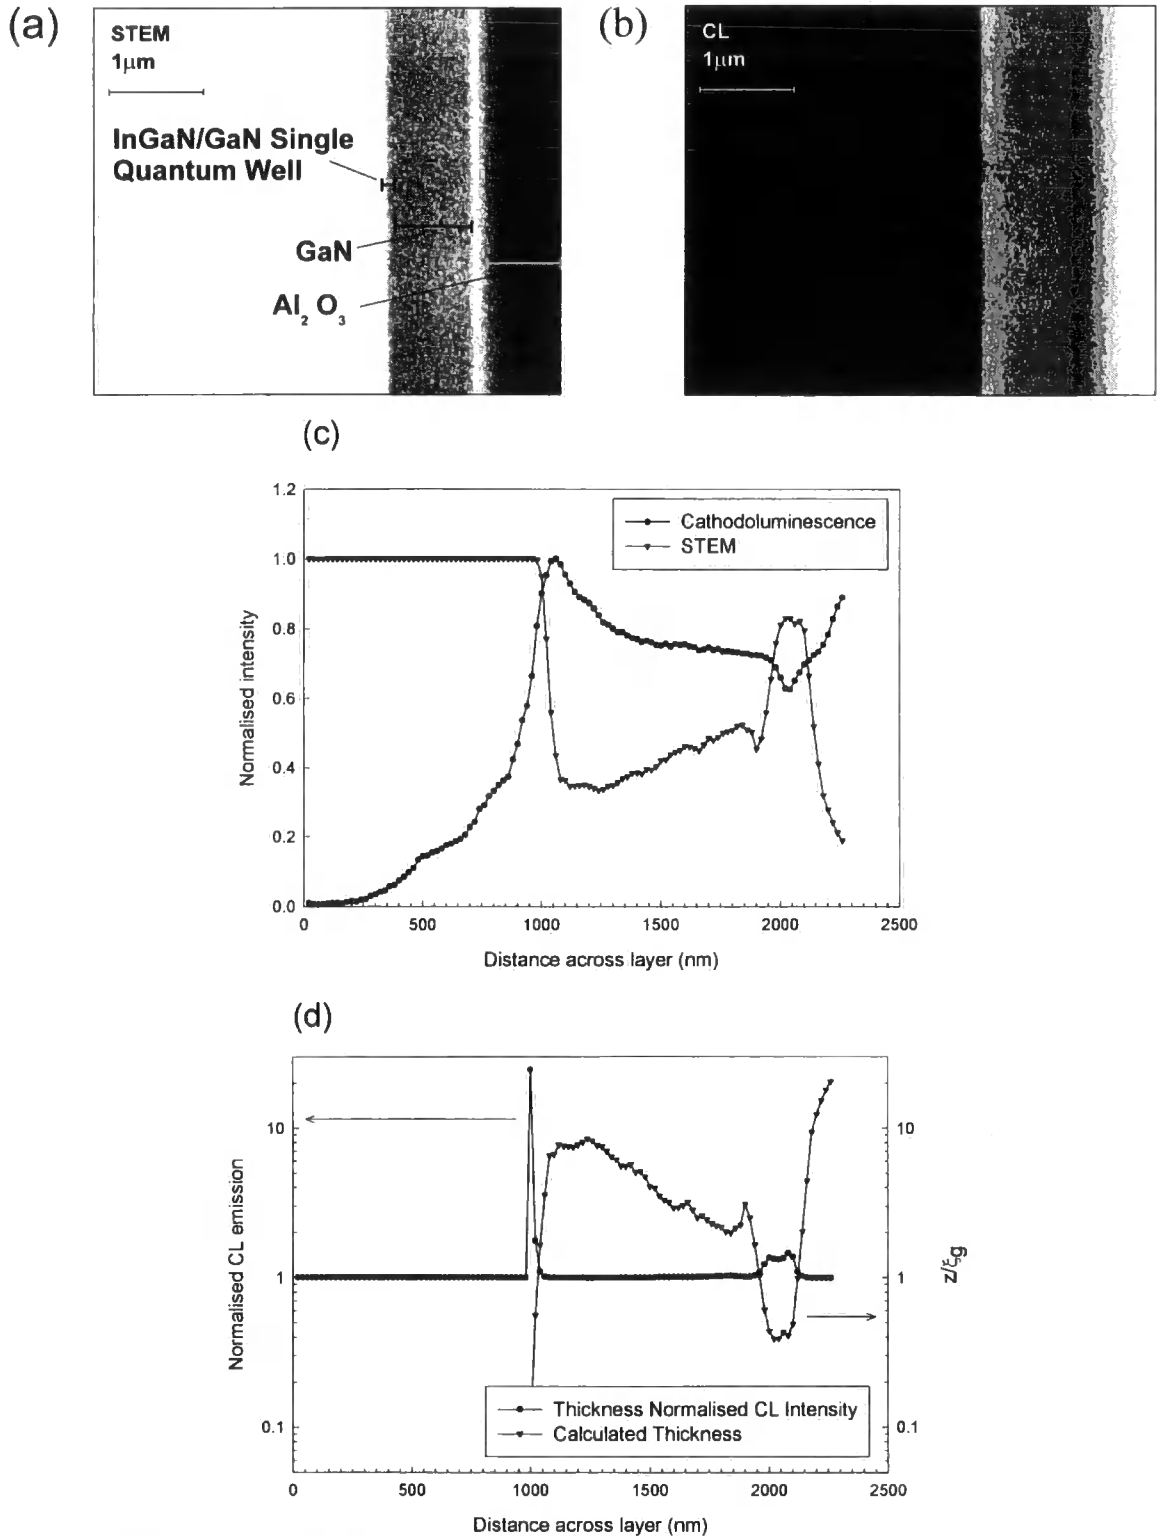 (a)
STEM
1μm
InGaN/GaN Single
Quantum Well
GaN
Al2 O3
(b)
CL
1μm
(c)
1.2
1.0
0.8
0.6
0.4
0.2
0.0
Normalised intensity
Cathodoluminescence
STEM
0
500
1000
1500
2000
2500
Distance across layer (nm)
(d)
10
1
0.1
Normalised CL emission
10
1
0.1
z/ξg
Thickness Normalised CL Intensity
Calculated Thickness
0
500
1000
1500
2000
2500
Distance across layer (nm)